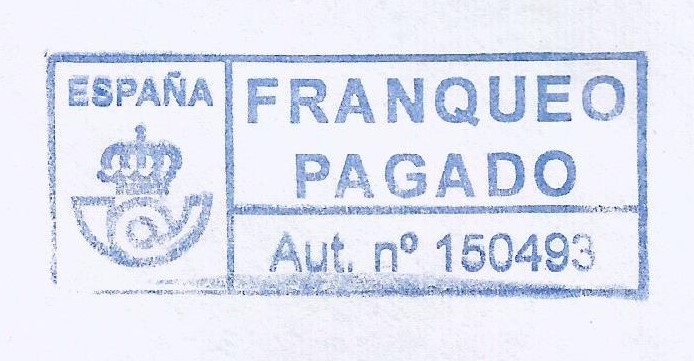 ESPAÑA
FRANQUEO
PAGADO
Aut. nº 150493